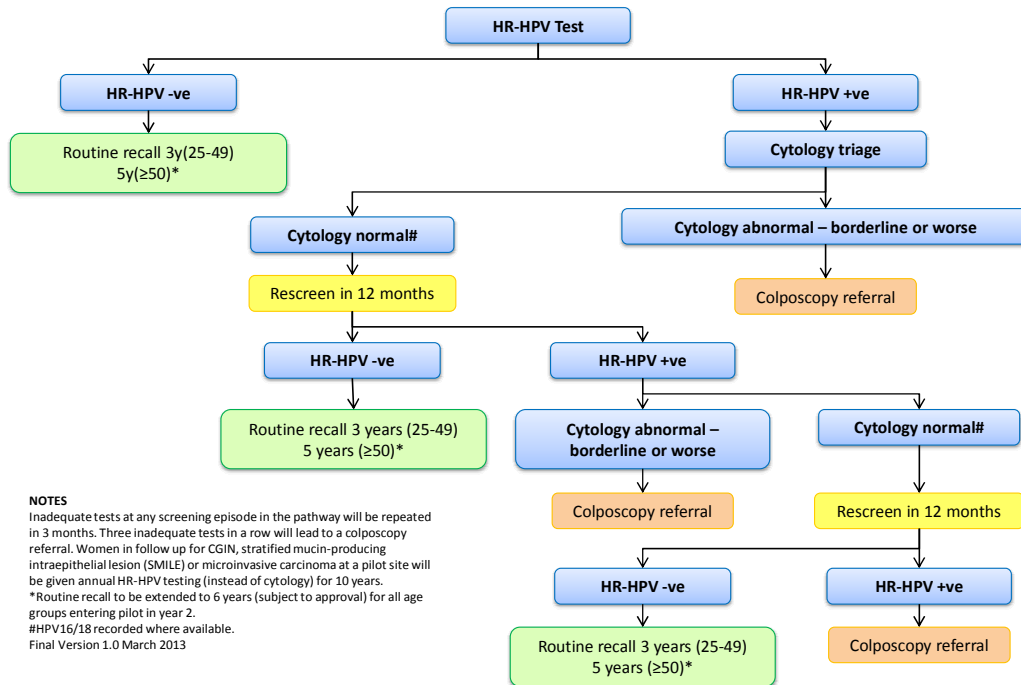 HR-HPV Test
HR-HPV -ve
HR-HPV +ve
Routine recall 3y(25-49)
5y(≥50)*
Cytology triage
Cytology normal#
Cytology abnormal – borderline or worse
Rescreen in 12 months
Colposcopy referral
HR-HPV -ve
HR-HPV +ve
Routine recall 3 years (25-49)
5 years (≥50)*
Cytology abnormal –
borderline or worse
Cytology normal#
Colposcopy referral
Rescreen in 12 months
HR-HPV -ve
HR-HPV +ve
Routine recall 3 years (25-49)
5 years (≥50)*
Colposcopy referral
NOTES
Inadequate tests at any screening episode in the pathway will be repeated
in 3 months. Three inadequate tests in a row will lead to a colposcopy
referral. Women in follow up for CGIN, stratified mucin-producing
intraepithelial lesion (SMILE) or microinvasive carcinoma at a pilot site will
be given annual HR-HPV testing (instead of cytology) for 10 years.
*Routine recall to be extended to 6 years (subject to approval) for all age
groups entering pilot in year 2.
#HPV16/18 recorded where available.
Final Version 1.0 March 2013